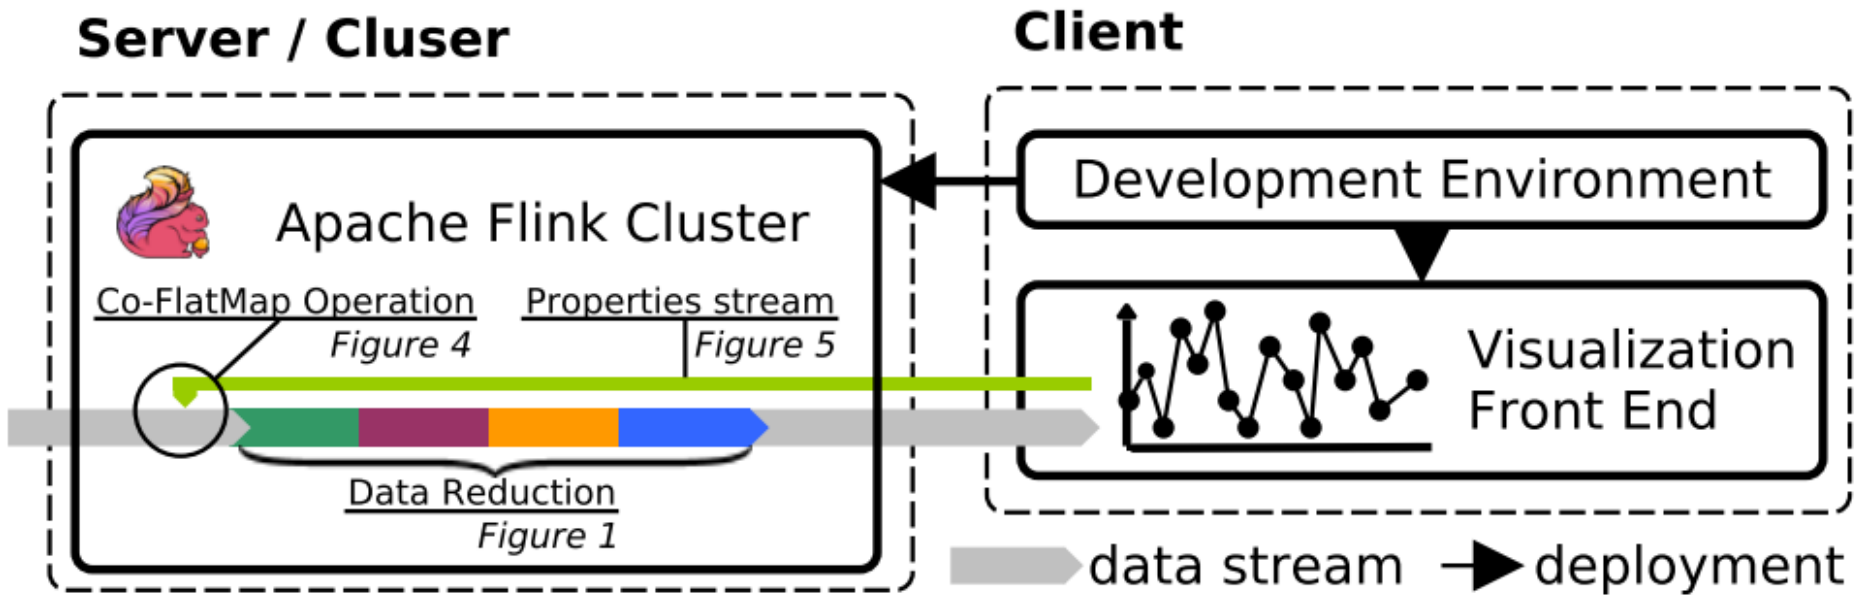 Server / Cluser
Client
Development Environment
Apache Flink Cluster
Co-FlatMap Operation
Figure 4
Properties stream
Figure 5
Visualization
Front End
Data Reduction
Figure 1
data stream
deployment